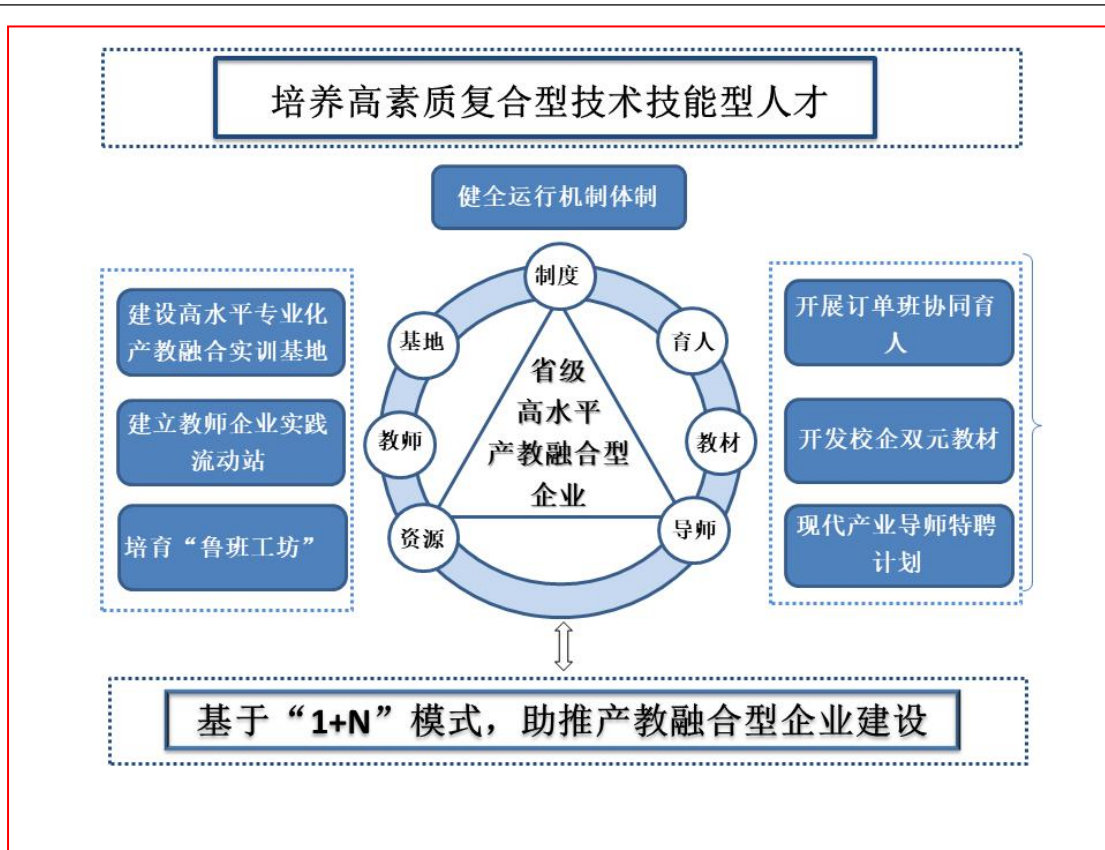 培养高素质复合型技术技能型人才
健全运行机制体制
建设高水平专业化
产教融合实训基地
建立教师企业实践
流动站
培育“鲁班工坊”
制度
基地
育人
教师
教材
资源
导师
省级
高水平
产教融合型
企业
开展订单班协同育
人
开发校企双元教材
现代产业导师特聘
计划
基于“1+N”模式，助推产教融合型企业建设